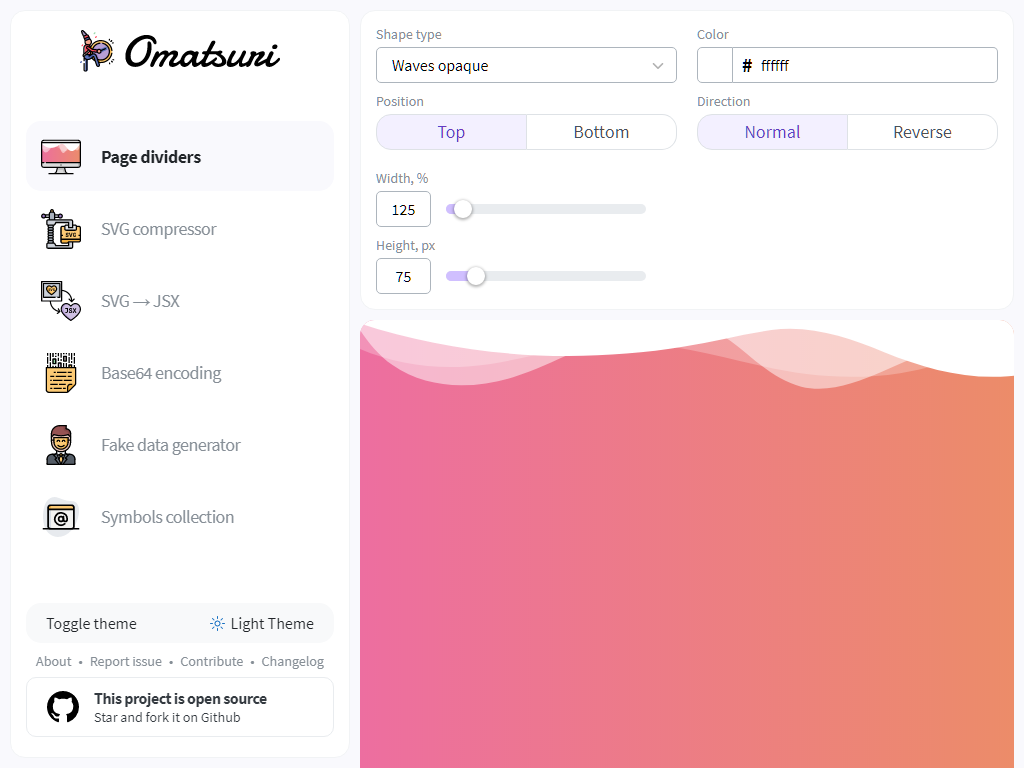 Omatsuri
Page dividers
SVG compressor
SVG → JSX
Base64 encoding
Fake data generator
Symbols collection
Toggle theme
Light Theme
About • Report issue • Contribute • Changelog
This project is open source
Star and fork it on Github
Shape type
Waves opaque
Color
# ffffff
Position
Top
Bottom
Direction
Normal
Reverse
Width, %
125
Height, px
75
SVG
JSX